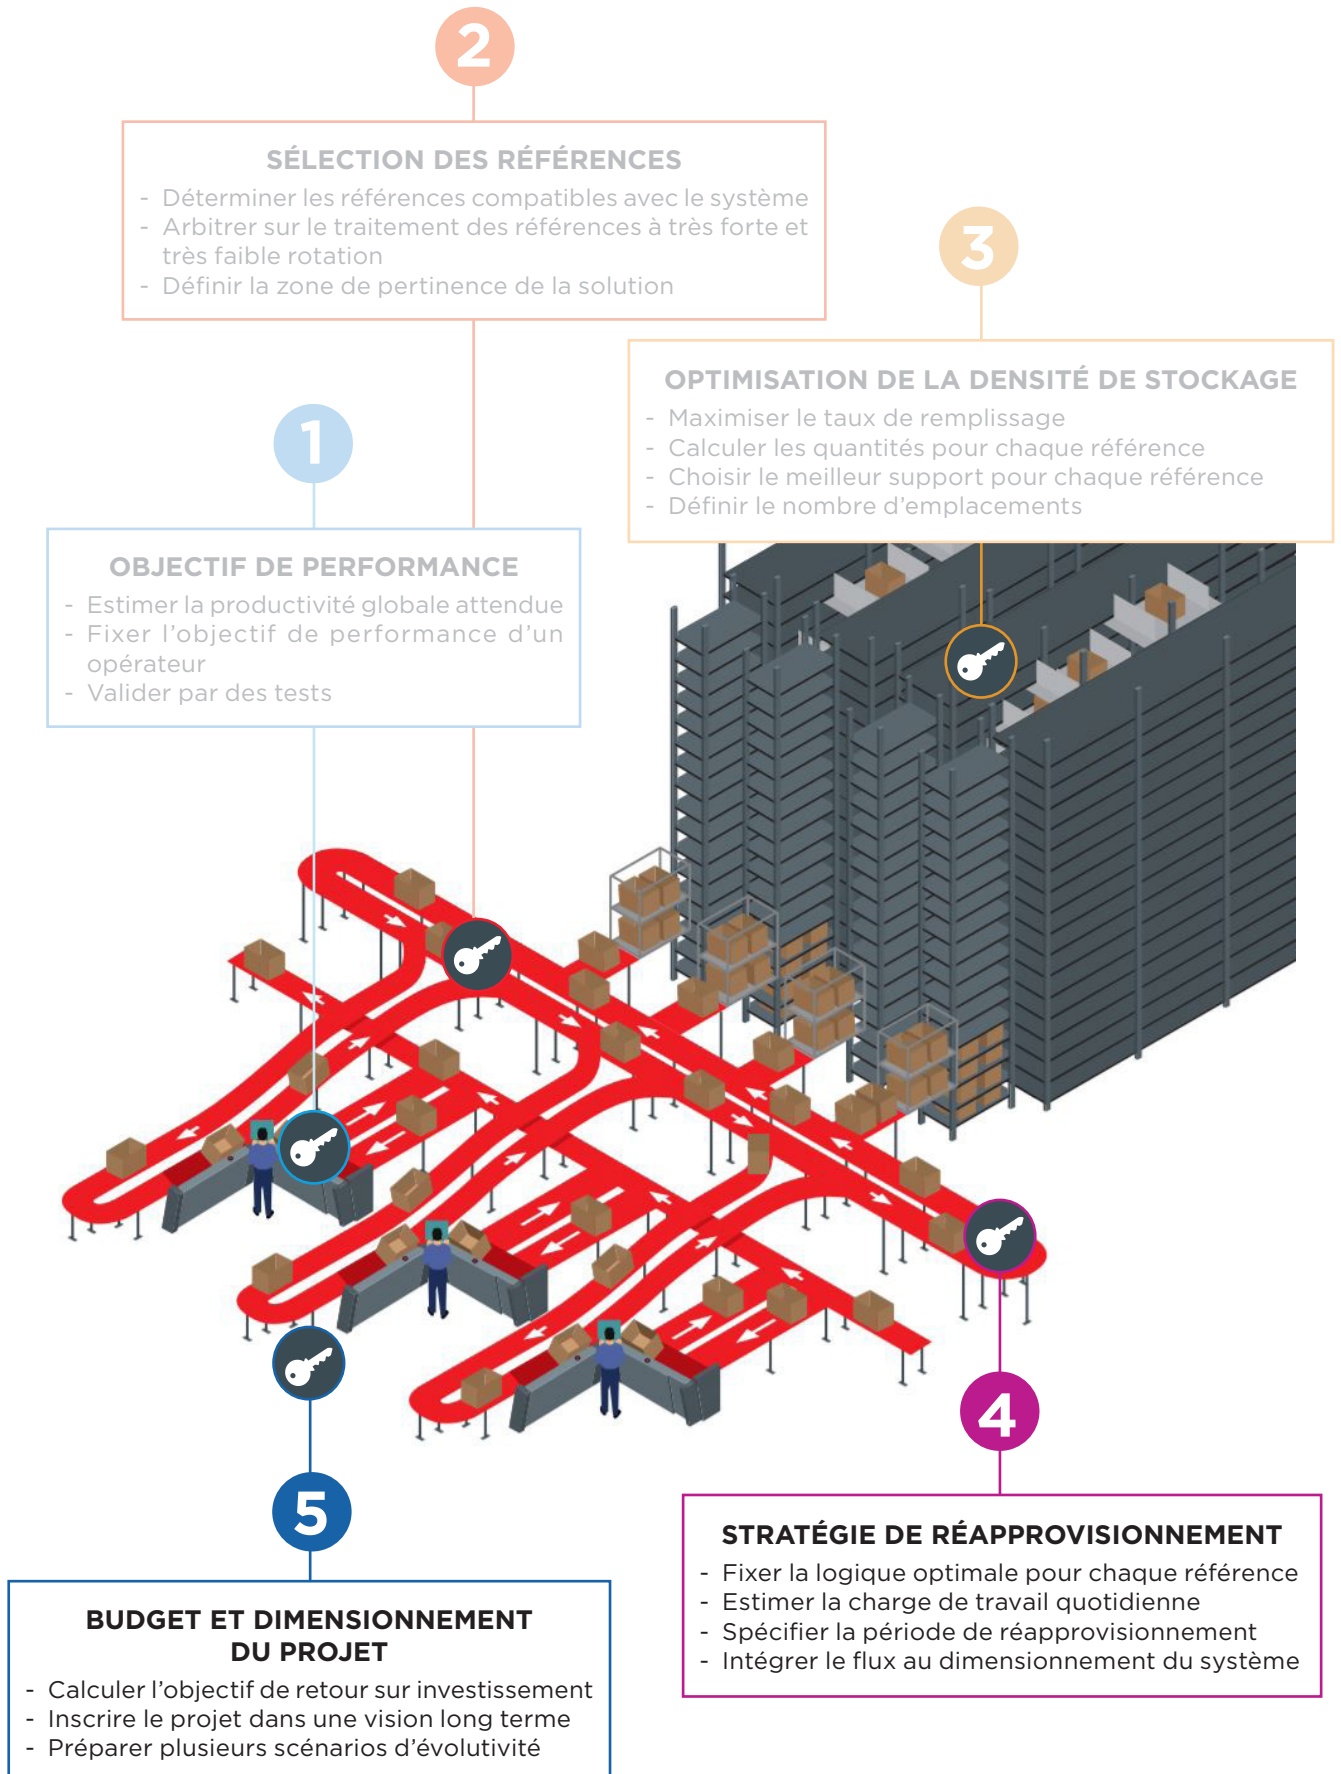 2
SÉLECTION DES RÉFÉRENCES
- Déterminer les références compatibles avec le système
- Arbitrer sur le traitement des références à très forte et
très faible rotation
- Définir la zone de pertinence de la solution
3
OPTIMISATION DE LA DENSITÉ DE STOCKAGE
- Maximiser le taux de remplissage
- Calculer les quantités pour chaque référence
- Choisir le meilleur support pour chaque référence
- Définir le nombre d’emplacements
1
OBJECTIF DE PERFORMANCE
- Estimer la productivité globale attendue
- Fixer l’objectif de performance d’un
opérateur
- Valider par des tests
4
STRATÉGIE DE RÉAPPROVISIONNEMENT
- Fixer la logique optimale pour chaque référence
- Estimer la charge de travail quotidienne
- Spécifier la période de réapprovisionnement
- Intégrer le flux au dimensionnement du système
5
BUDGET ET DIMENSIONNEMENT
DU PROJET
- Calculer l’objectif de retour sur investissement
- Inscrire le projet dans une vision long terme
- Préparer plusieurs scénarios d’évolutivité